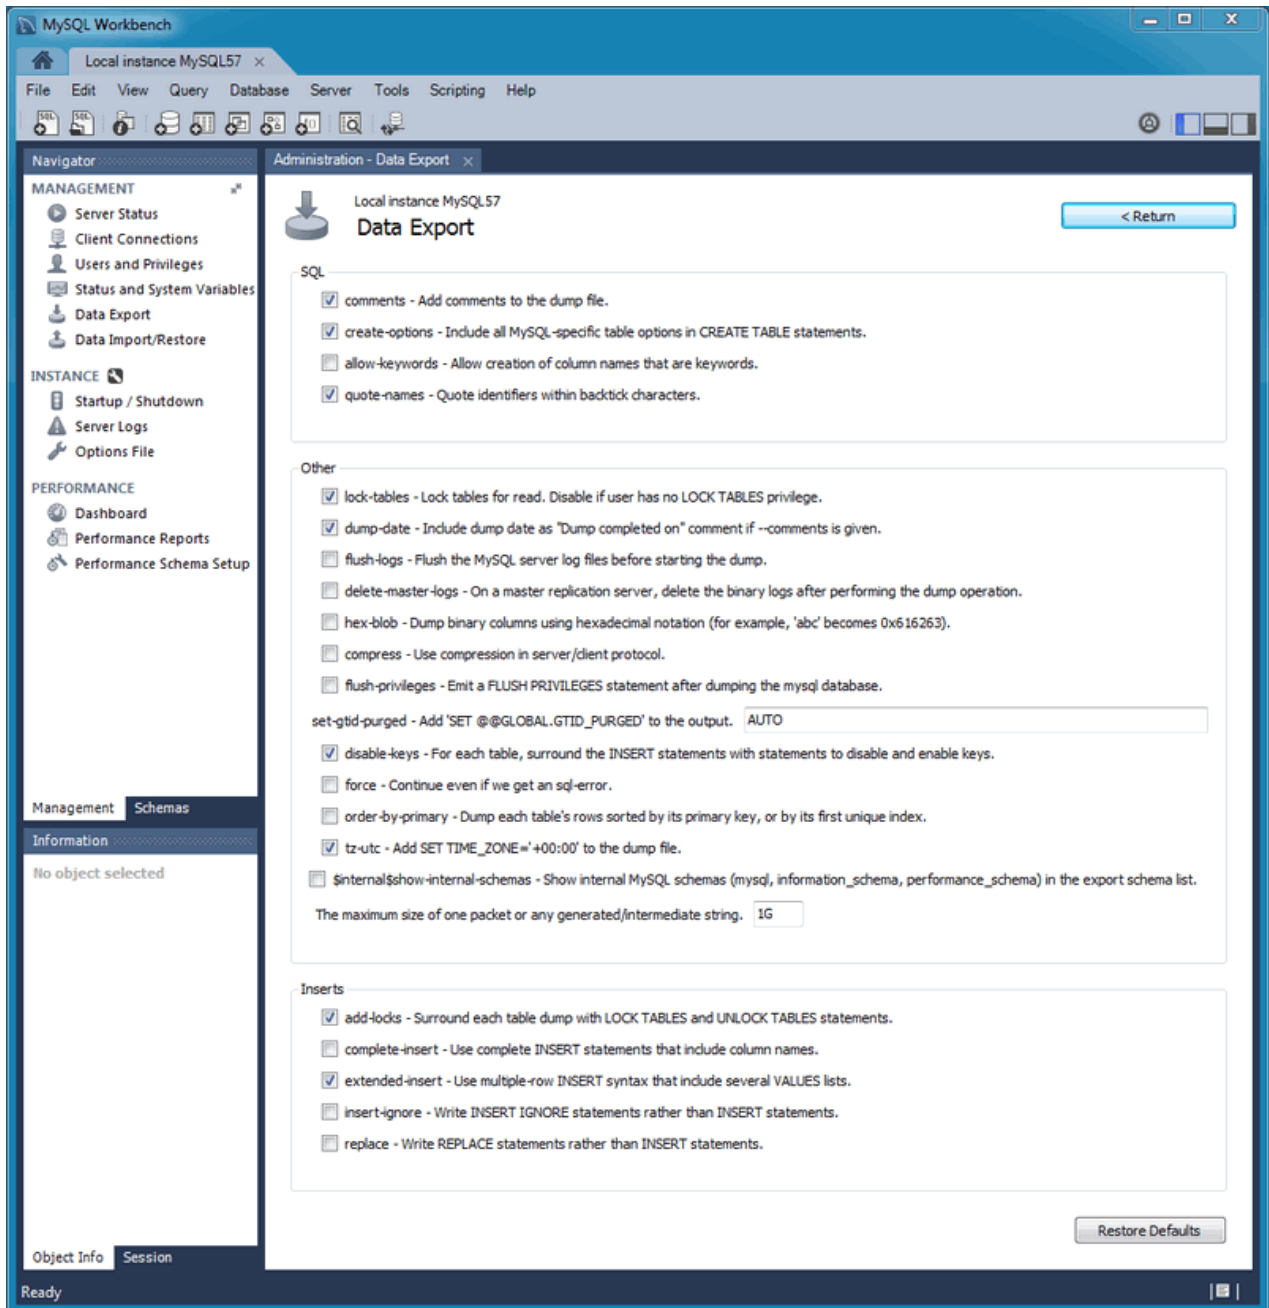 MySQL Workbench
Local instance MySQL57
File Edit View Query Database Server Tools Scripting Help
Navigator
MANAGEMENT
Server Status
Client Connections
Users and Privileges
Status and System Variables
Data Export
Data Import/Restore
INSTANCE
Startup / Shutdown
Server Logs
Options File
PERFORMANCE
Dashboard
Performance Reports
Performance Schema Setup
Management Schemas
Information
No object selected
Object Info Session
Administration - Data Export
Local instance MySQL57
Data Export
< Return
SQL
comments - Add comments to the dump file.
create-options - Include all MySQL-specific table options in CREATE TABLE statements.
allow-keywords - Allow creation of column names that are keywords.
quote-names - Quote identifiers within backtick characters.
Other
lock-tables - Lock tables for read. Disable if user has no LOCK TABLES privilege.
dump-date - Include dump date as "Dump completed on" comment if --comments is given.
flush-logs - Flush the MySQL server log files before starting the dump.
delete-master-logs - On a master replication server, delete the binary logs after performing the dump operation.
hex-blob - Dump binary columns using hexadecimal notation (for example, 'abc' becomes 0x616263).
compress - Use compression in server/client protocol.
flush-privileges - Emit a FLUSH PRIVILEGES statement after dumping the mysql database.
set-gtid-purged - Add 'SET @@GLOBAL.GTID_PURGED' to the output. AUTO
disable-keys - For each table, surround the INSERT statements with statements to disable and enable keys.
force - Continue even if we get an sql-error.
order-by-primary - Dump each table's rows sorted by its primary key, or by its first unique index.
tz-utc - Add SET TIME_ZONE='+00:00' to the dump file.
$internal$show-internal-schemas - Show internal MySQL schemas (mysql, information_schema, performance_schema) in the export schema list.
The maximum size of one packet or any generated/intermediate string. 1G
Inserts
add-locks - Surround each table dump with LOCK TABLES and UNLOCK TABLES statements.
complete-insert - Use complete INSERT statements that include column names.
extended-insert - Use multiple-row INSERT syntax that include several VALUES lists.
insert-ignore - Write INSERT IGNORE statements rather than INSERT statements.
replace - Write REPLACE statements rather than INSERT statements.
Restore Defaults
Ready